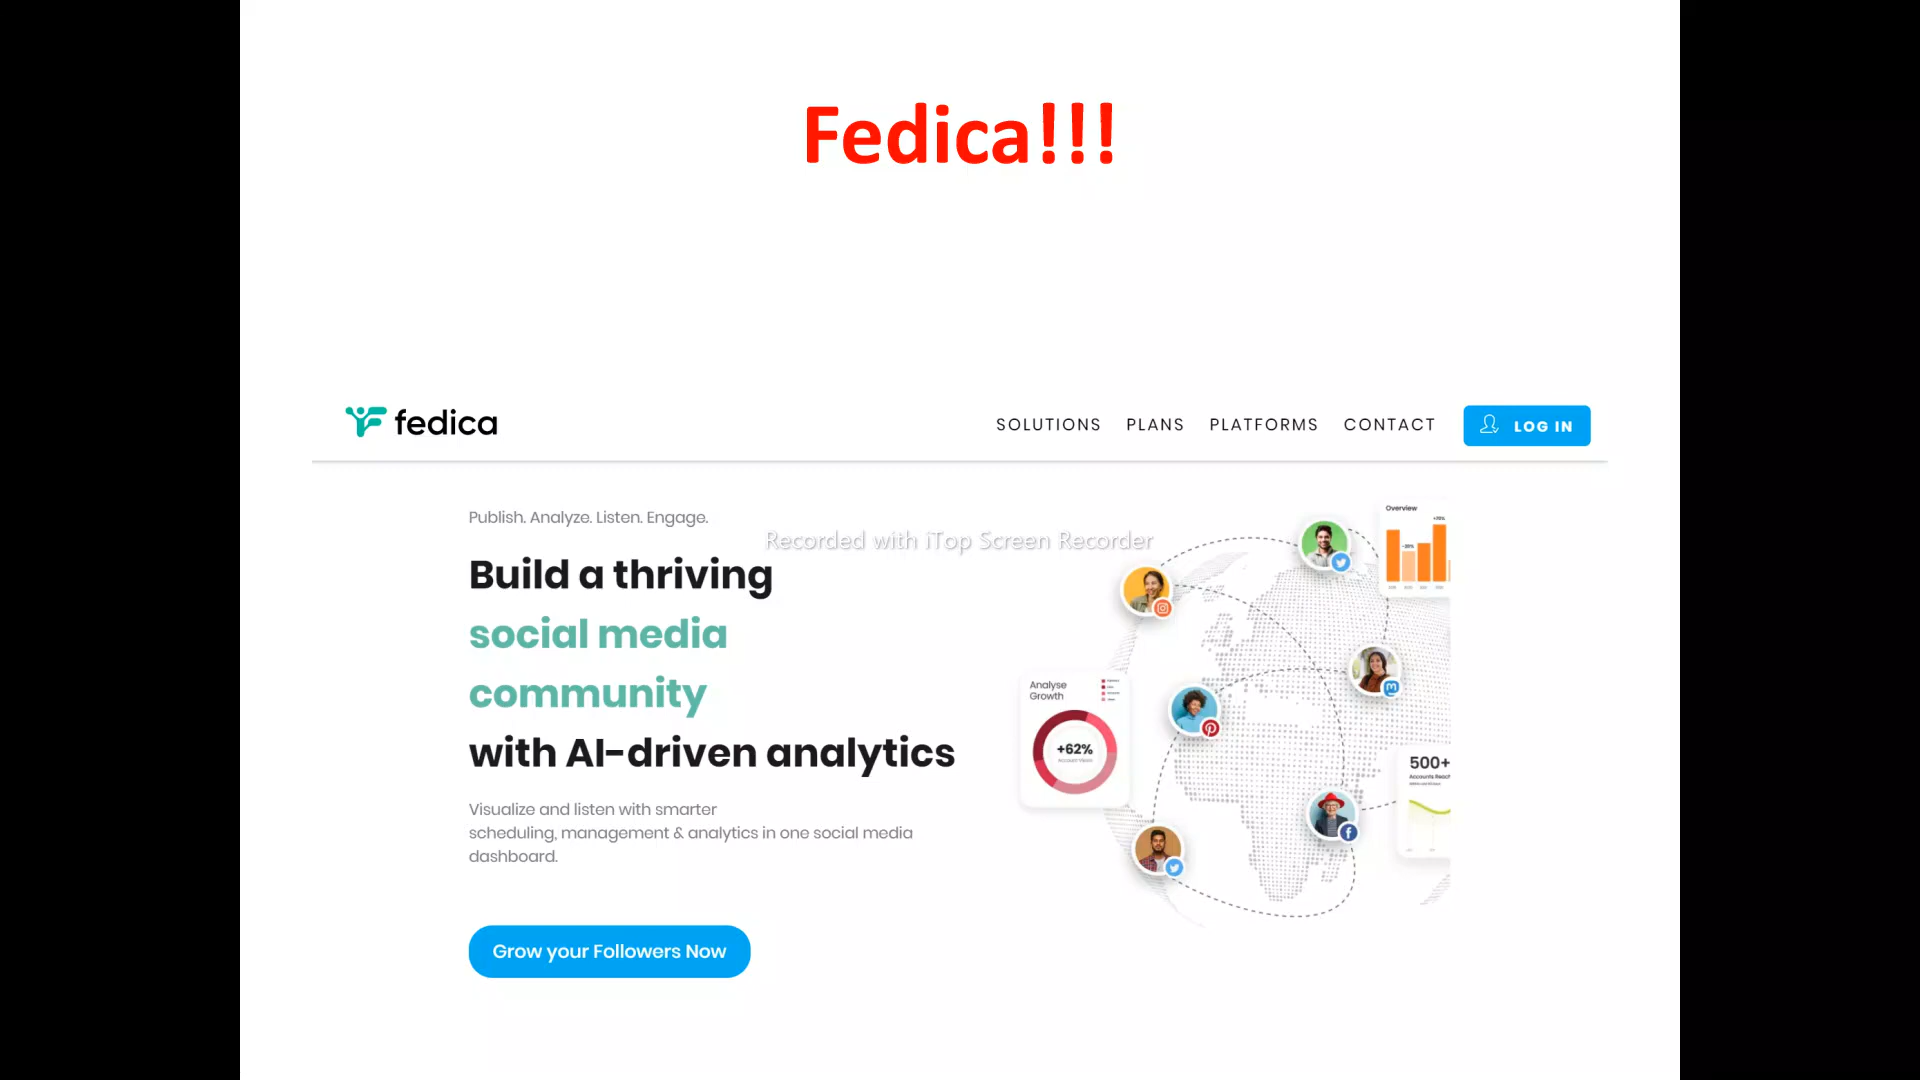 Fedica!!!
fedica
SOLUTIONS PLANS PLATFORMS CONTACT LOG IN
Publish. Analyze. Listen. Engage.
Recorded with iTop Screen Recorder
Build a thriving
social media
community
with AI-driven analytics
Visualize and listen with smarter
scheduling, management & analytics in one social media
dashboard.
Grow your Followers Now
Overview
Analyse
Growth
+62%
500+